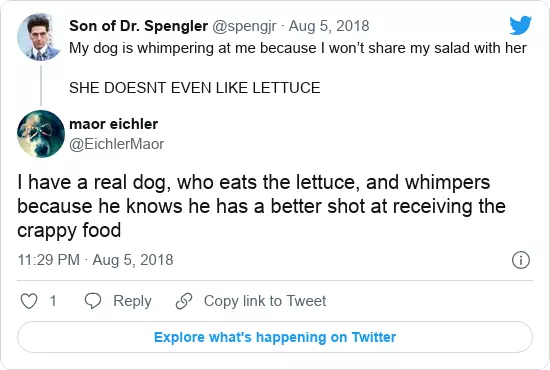 Son of Dr. Spengler @spengjr · Aug 5, 2018
My dog is whimpering at me because I won’t share my salad with her
SHE DOESNT EVEN LIKE LETTUCE
maor eichler
@EichlerMaor
I have a real dog, who eats the lettuce, and whimpers
because he knows he has a better shot at receiving the
crappy food
11:29 PM · Aug 5, 2018
1 Reply Copy link to Tweet
Explore what's happening on Twitter